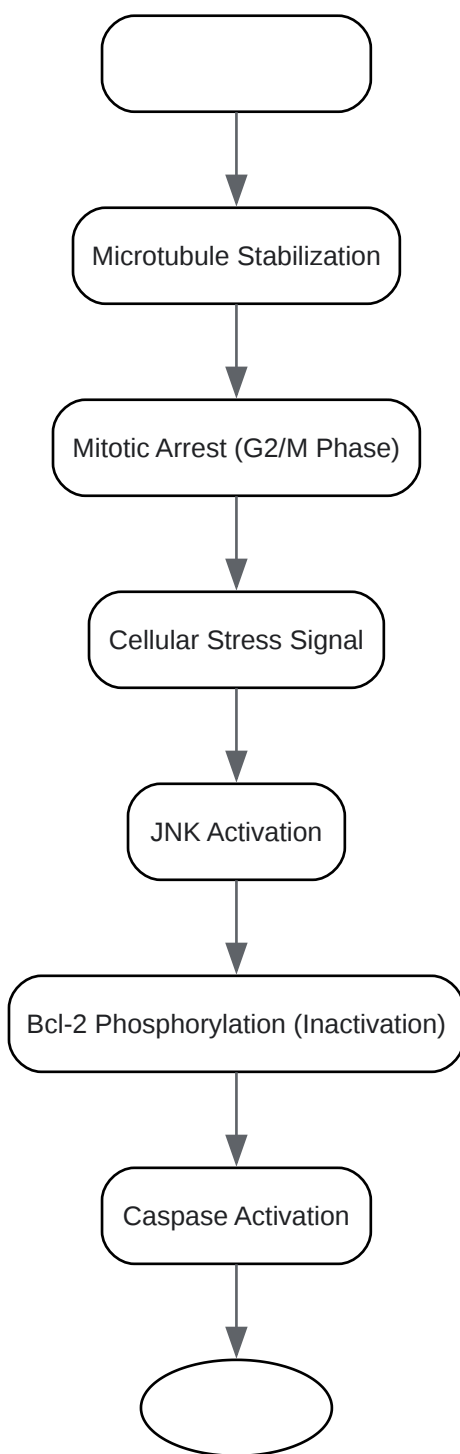 Microtubule Stabilization
Mitotic Arrest (G2/M Phase)
Cellular Stress Signal
JNK Activation
Bcl-2 Phosphorylation (Inactivation)
Caspase Activation